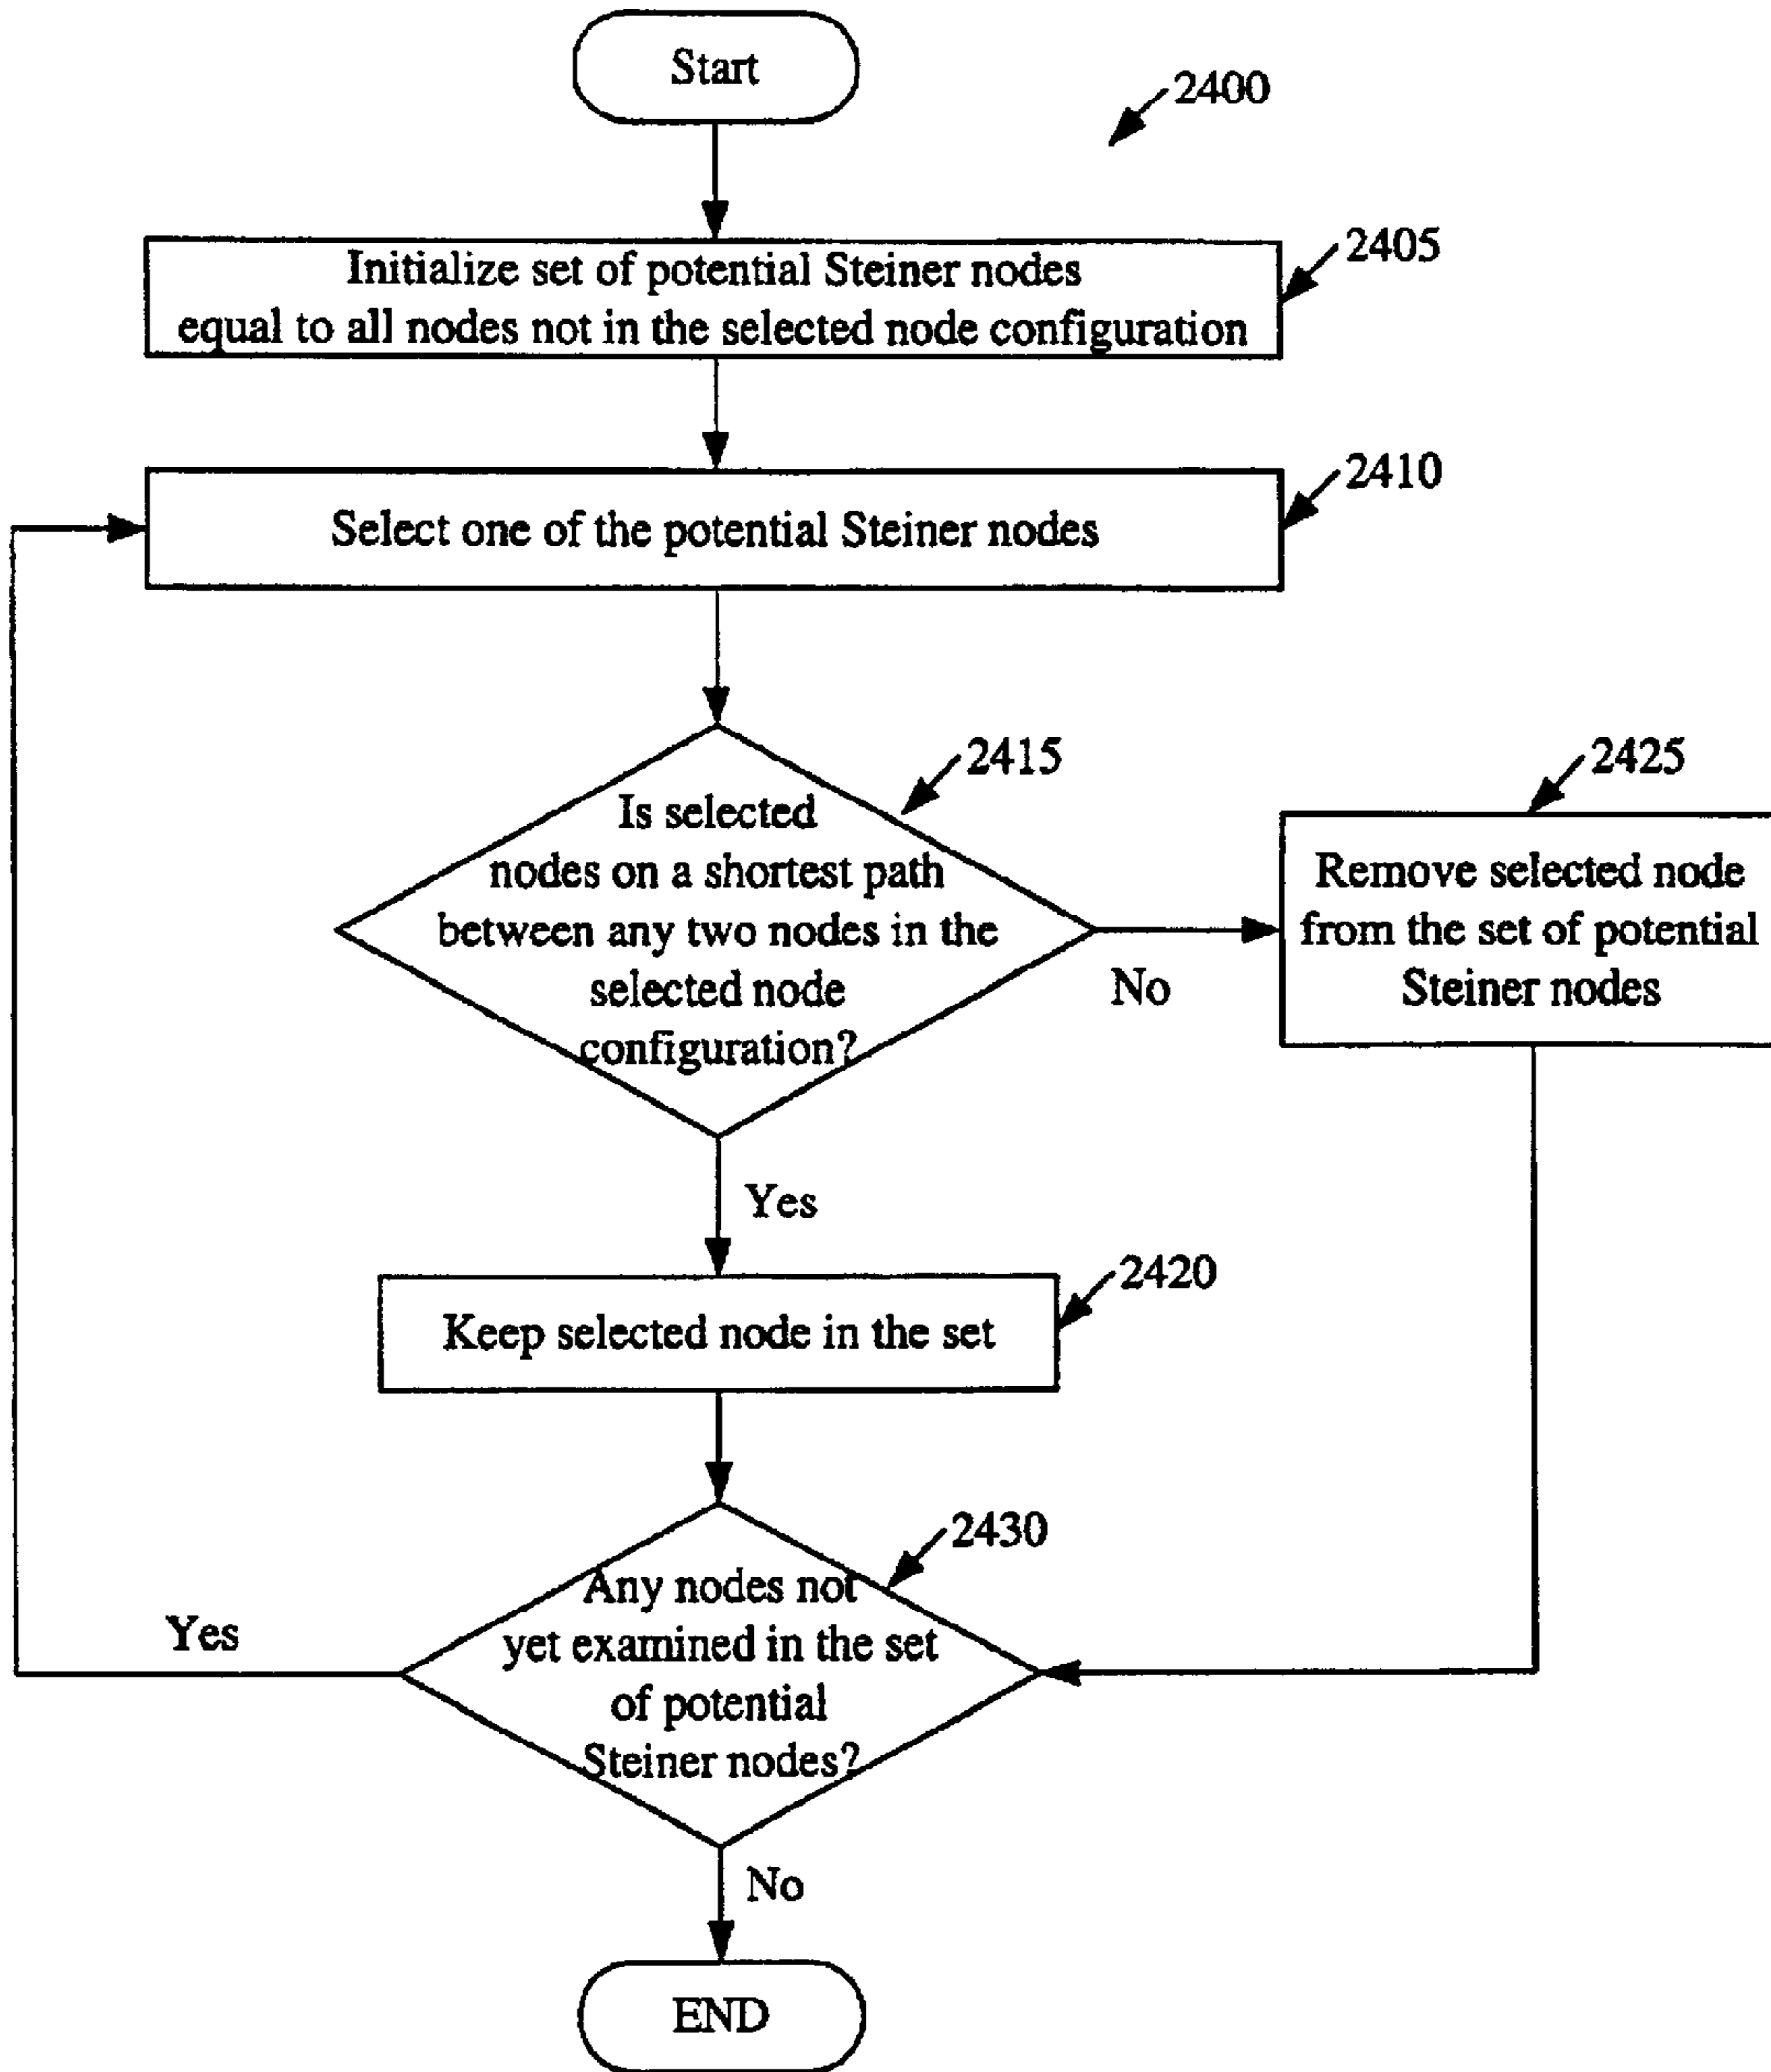 Start
2400
Initialize set of potential Steiner nodes
equal to all nodes not in the selected node configuration
2405
Select one of the potential Steiner nodes
2410
Is selected
nodes on a shortest path
between any two nodes in the
selected node
configuration?
2415
No
Remove selected node
from the set of potential
Steiner nodes
2425
Yes
Keep selected node in the set
2420
Any nodes not
yet examined in the set
of potential
Steiner nodes?
2430
Yes
No
END